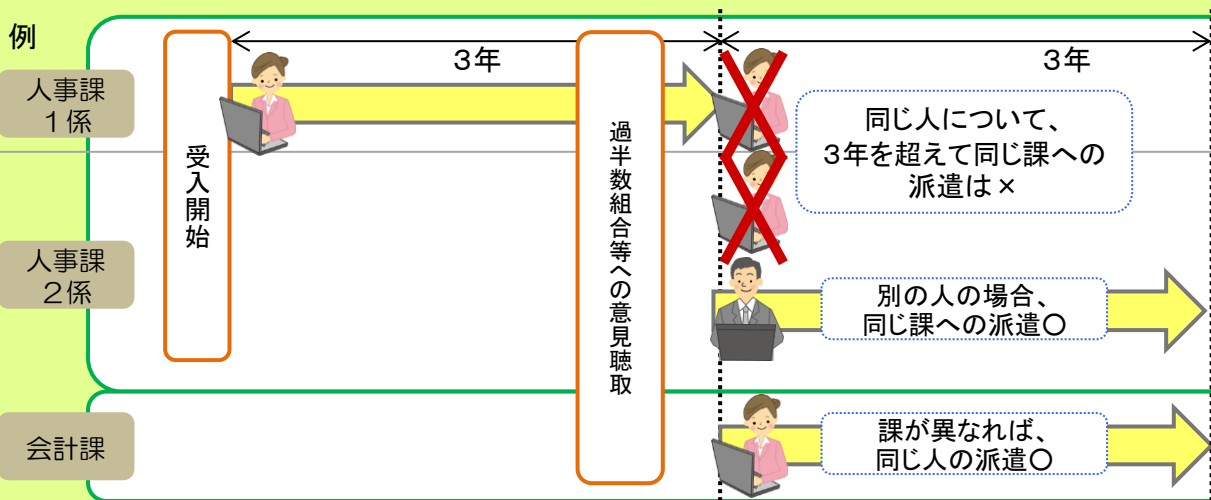 例
3年
3年
人事課
1係
受入開始
過半数組合等への意見聴取
同じ人について、
3年を超えて同じ課への
派遣は×
人事課
2係
別の人の場合、
同じ課への派遣〇
会計課
課が異なれば、
同じ人の派遣〇